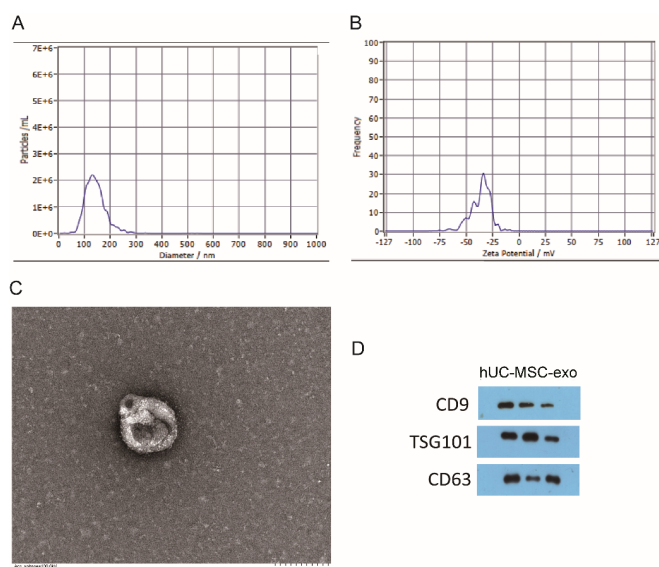 A
7E+6
6E+6
5E+6
4E+6
3E+6
2E+6
1E+6
0E+0
Particles /mL
0 100 200 300 400 500 600 700 800 900 1000
Diameter / nm
B
100
90
80
70
60
50
40
30
20
10
0
Frequency
-127 -100 -75 -50 -25 0 25 50 75 100 127
Zeta Potential / mV
C
D
hUC-MSC-exo
CD9
TSG101
CD63